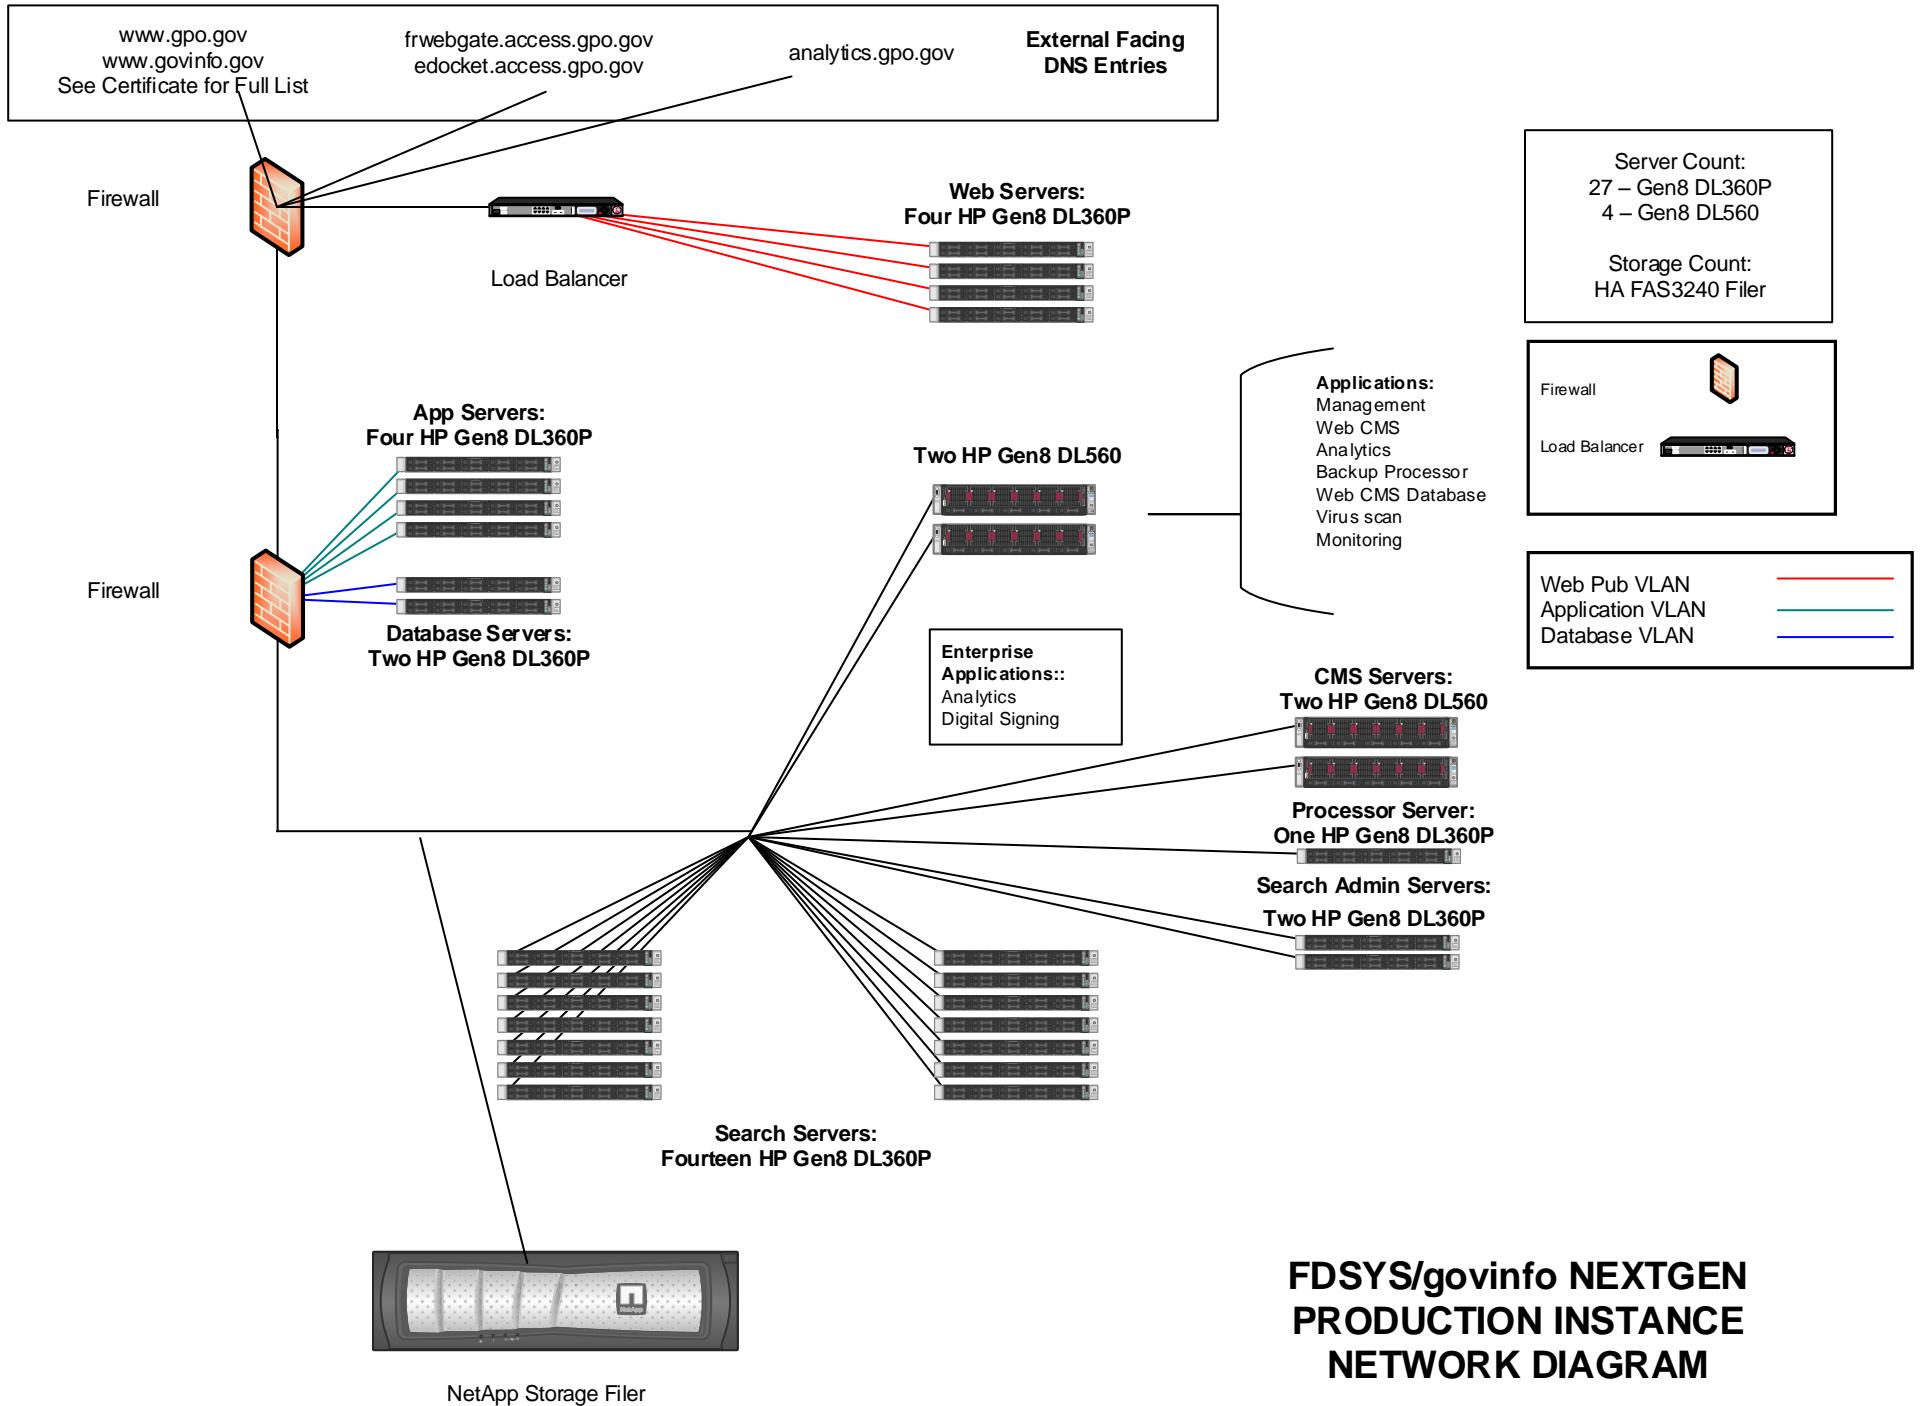 www.gpo.gov
www.govinfo.gov
See Certificate for Full List
frwebgate.access.gpo.gov
edocket.access.gpo.gov
analytics.gpo.gov
External Facing
DNS Entries
Firewall
Load Balancer
Web Servers:
Four HP Gen8 DL360P
Server Count:
27 – Gen8 DL360P
4 – Gen8 DL560
Storage Count:
HA FAS3240 Filer
Firewall
Load Balancer
Web Pub VLAN
Application VLAN
Database VLAN
App Servers:
Four HP Gen8 DL360P
Firewall
Database Servers:
Two HP Gen8 DL360P
Two HP Gen8 DL560
Applications:
Management
Web CMS
Analytics
Backup Processor
Web CMS Database
Virus scan
Monitoring
Enterprise
Applications::
Analytics
Digital Signing
CMS Servers:
Two HP Gen8 DL560
Processor Server:
One HP Gen8 DL360P
Search Admin Servers:
Two HP Gen8 DL360P
Search Servers:
Fourteen HP Gen8 DL360P
NetApp
NetApp Storage Filer
FDSYS/govinfo NEXTGEN
PRODUCTION INSTANCE
NETWORK DIAGRAM